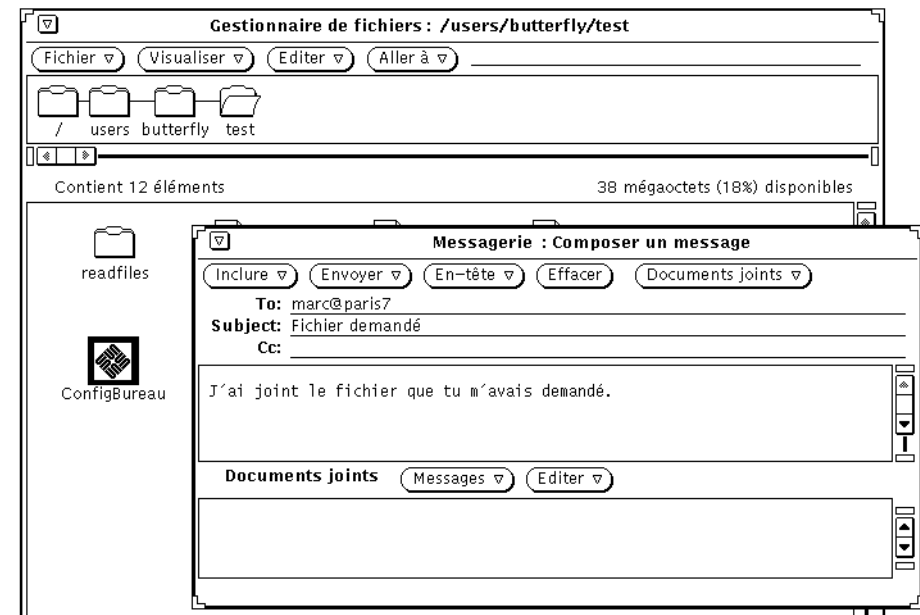 Gestionnaire de fichiers : /users/butterfly/test
Fichier Visualiser Editer Aller à
/ users butterfly test
Contient 12 éléments 38 mégaoctets (18%) disponibles
readfiles
ConfigBureau
Messagerie : Composer un message
Inclure Envoyer En-tête Effacer Documents joints
To: marc@paris7
Subject: Fichier demandé
Cc:
J´ai joint le fichier que tu m´avais demandé.
Documents joints Messages Editer